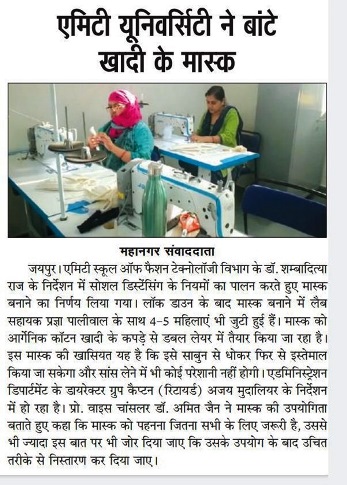 एमिटी यूनिवर्सिटी ने बांटे
खादी के मास्क
महानगर संवाददाता
जयपुर। एमिटी स्कूल ऑफ फैशन टेक्नोलॉजी विभाग के डॉ. शम्बादित्या
राज के निर्देशन में सोशल डिस्टेंसिंग के नियमों का पालन करते हुए मास्क
बनाने का निर्णय लिया गया। लॉक डाउन के बाद मास्क बनाने में लैब
सहायक प्रज्ञा पालीवाल के साथ 4-5 महिलाएं भी जुटी हुई हैं। मास्क को
आर्गेनिक कॉटन खादी के कपड़े से डबल लेयर में तैयार किया जा रहा है।
इस मास्क की खासियत यह है कि इसे साबुन से धोकर फिर से इस्तेमाल
किया जा सकेगा और सांस लेने में भी कोई परेशानी नहीं होगी। एडमिनिस्ट्रेशन
डिपार्टमेंट के डायरेक्टर ग्रुप कैप्टन (रिटायर्ड) अजय मुदालियर के निर्देशन
में हो रहा है। प्रो. वाइस चांसलर डॉ. अमित जैन ने मास्क की उपयोगिता
बताते हुए कहा कि मास्क को पहनना जितना सभी के लिए जरूरी है, उससे
भी ज्यादा इस बात पर भी जोर दिया जाए कि उसके उपयोग के बाद उचित
तरीके से निस्तारण कर दिया जाए।